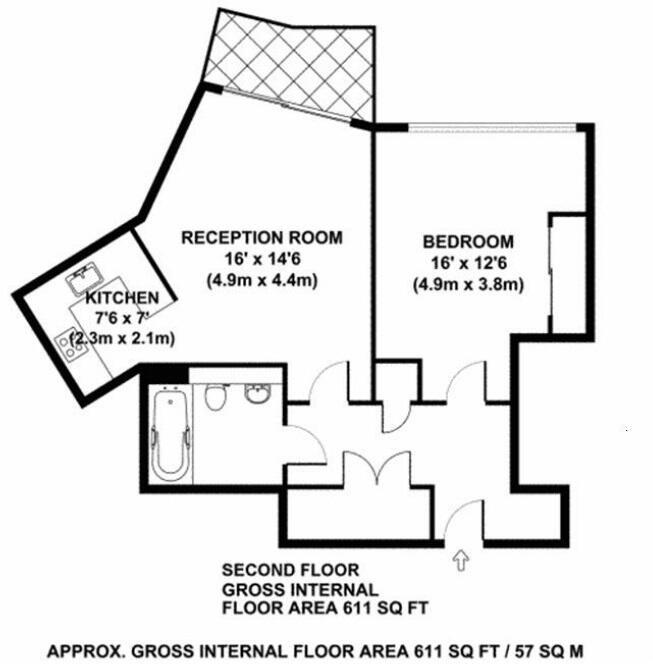 RECEPTION ROOM
16' x 14'6
(4.9m x 4.4m)
BEDROOM
16' x 12'6
(4.9m x 3.8m)
KITCHEN
7'6 x 7'
(2.3m x 2.1m)
SECOND FLOOR
GROSS INTERNAL
FLOOR AREA 611 SQ FT
APPROX. GROSS INTERNAL FLOOR AREA 611 SQ FT / 57 SQ M